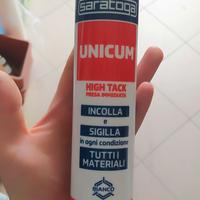 saratoga
UNICUM
HIGH TACK
PRESA IMMEDIATA
INCOLLA
e
SIGILLA
in ogni condizione
TUTTI I
MATERIALI
BIANCO